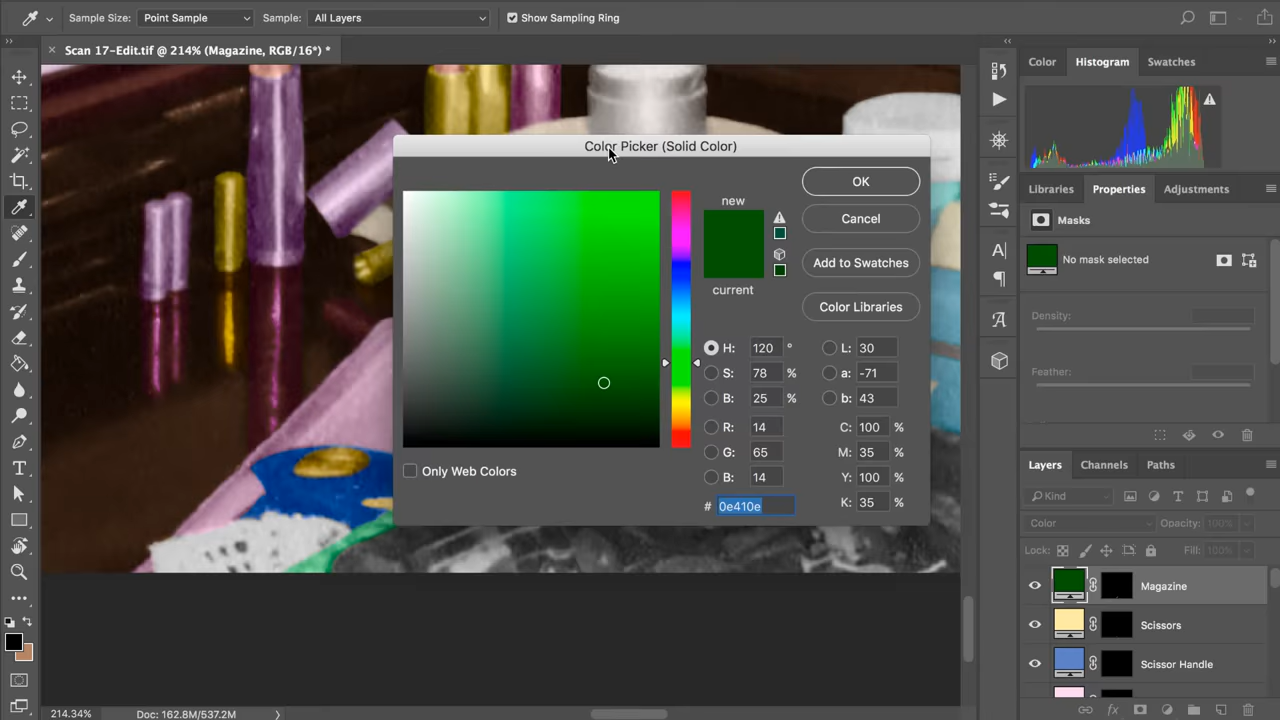 Sample Size: Point Sample Sample: All Layers Show Sampling Ring
× Scan 17-Edit.tif @ 214% (Magazine, RGB/16*) *
Color Histogram Swatches
Color Picker (Solid Color)
OK
new
Cancel
Libraries Properties Adjustments
Masks
Add to Swatches
No mask selected
current
Color Libraries
Density:
H: 120 ° L: 30
S: 78 % a: -71
Feather:
B: 25 % b: 43
R: 14 C: 100 %
G: 65 M: 35 %
Only Web Colors
B: 14 Y: 100 %
# 0e410e K: 35 %
Layers Channels Paths
Kind
Color Opacity: 100%
Lock: Fill: 100%
Magazine
Scissors
Scissor Handle
214.34% Doc: 162.8M/537.2M